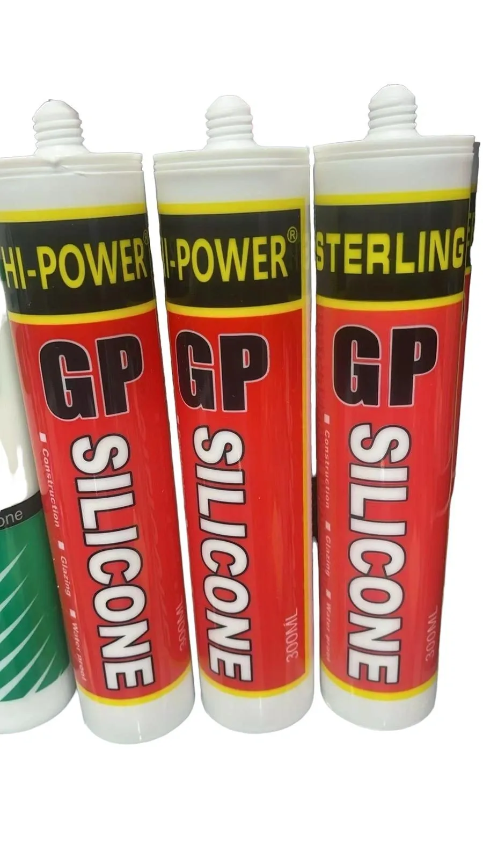 HI-POWER
GP
SILICONE
Construction
Glazing
Water proof
300ML
I-POWER®
GP
SILICONE
300ML
STERLING
GP
SILICONE
Construction
Glazing
Water proof
300ML
one